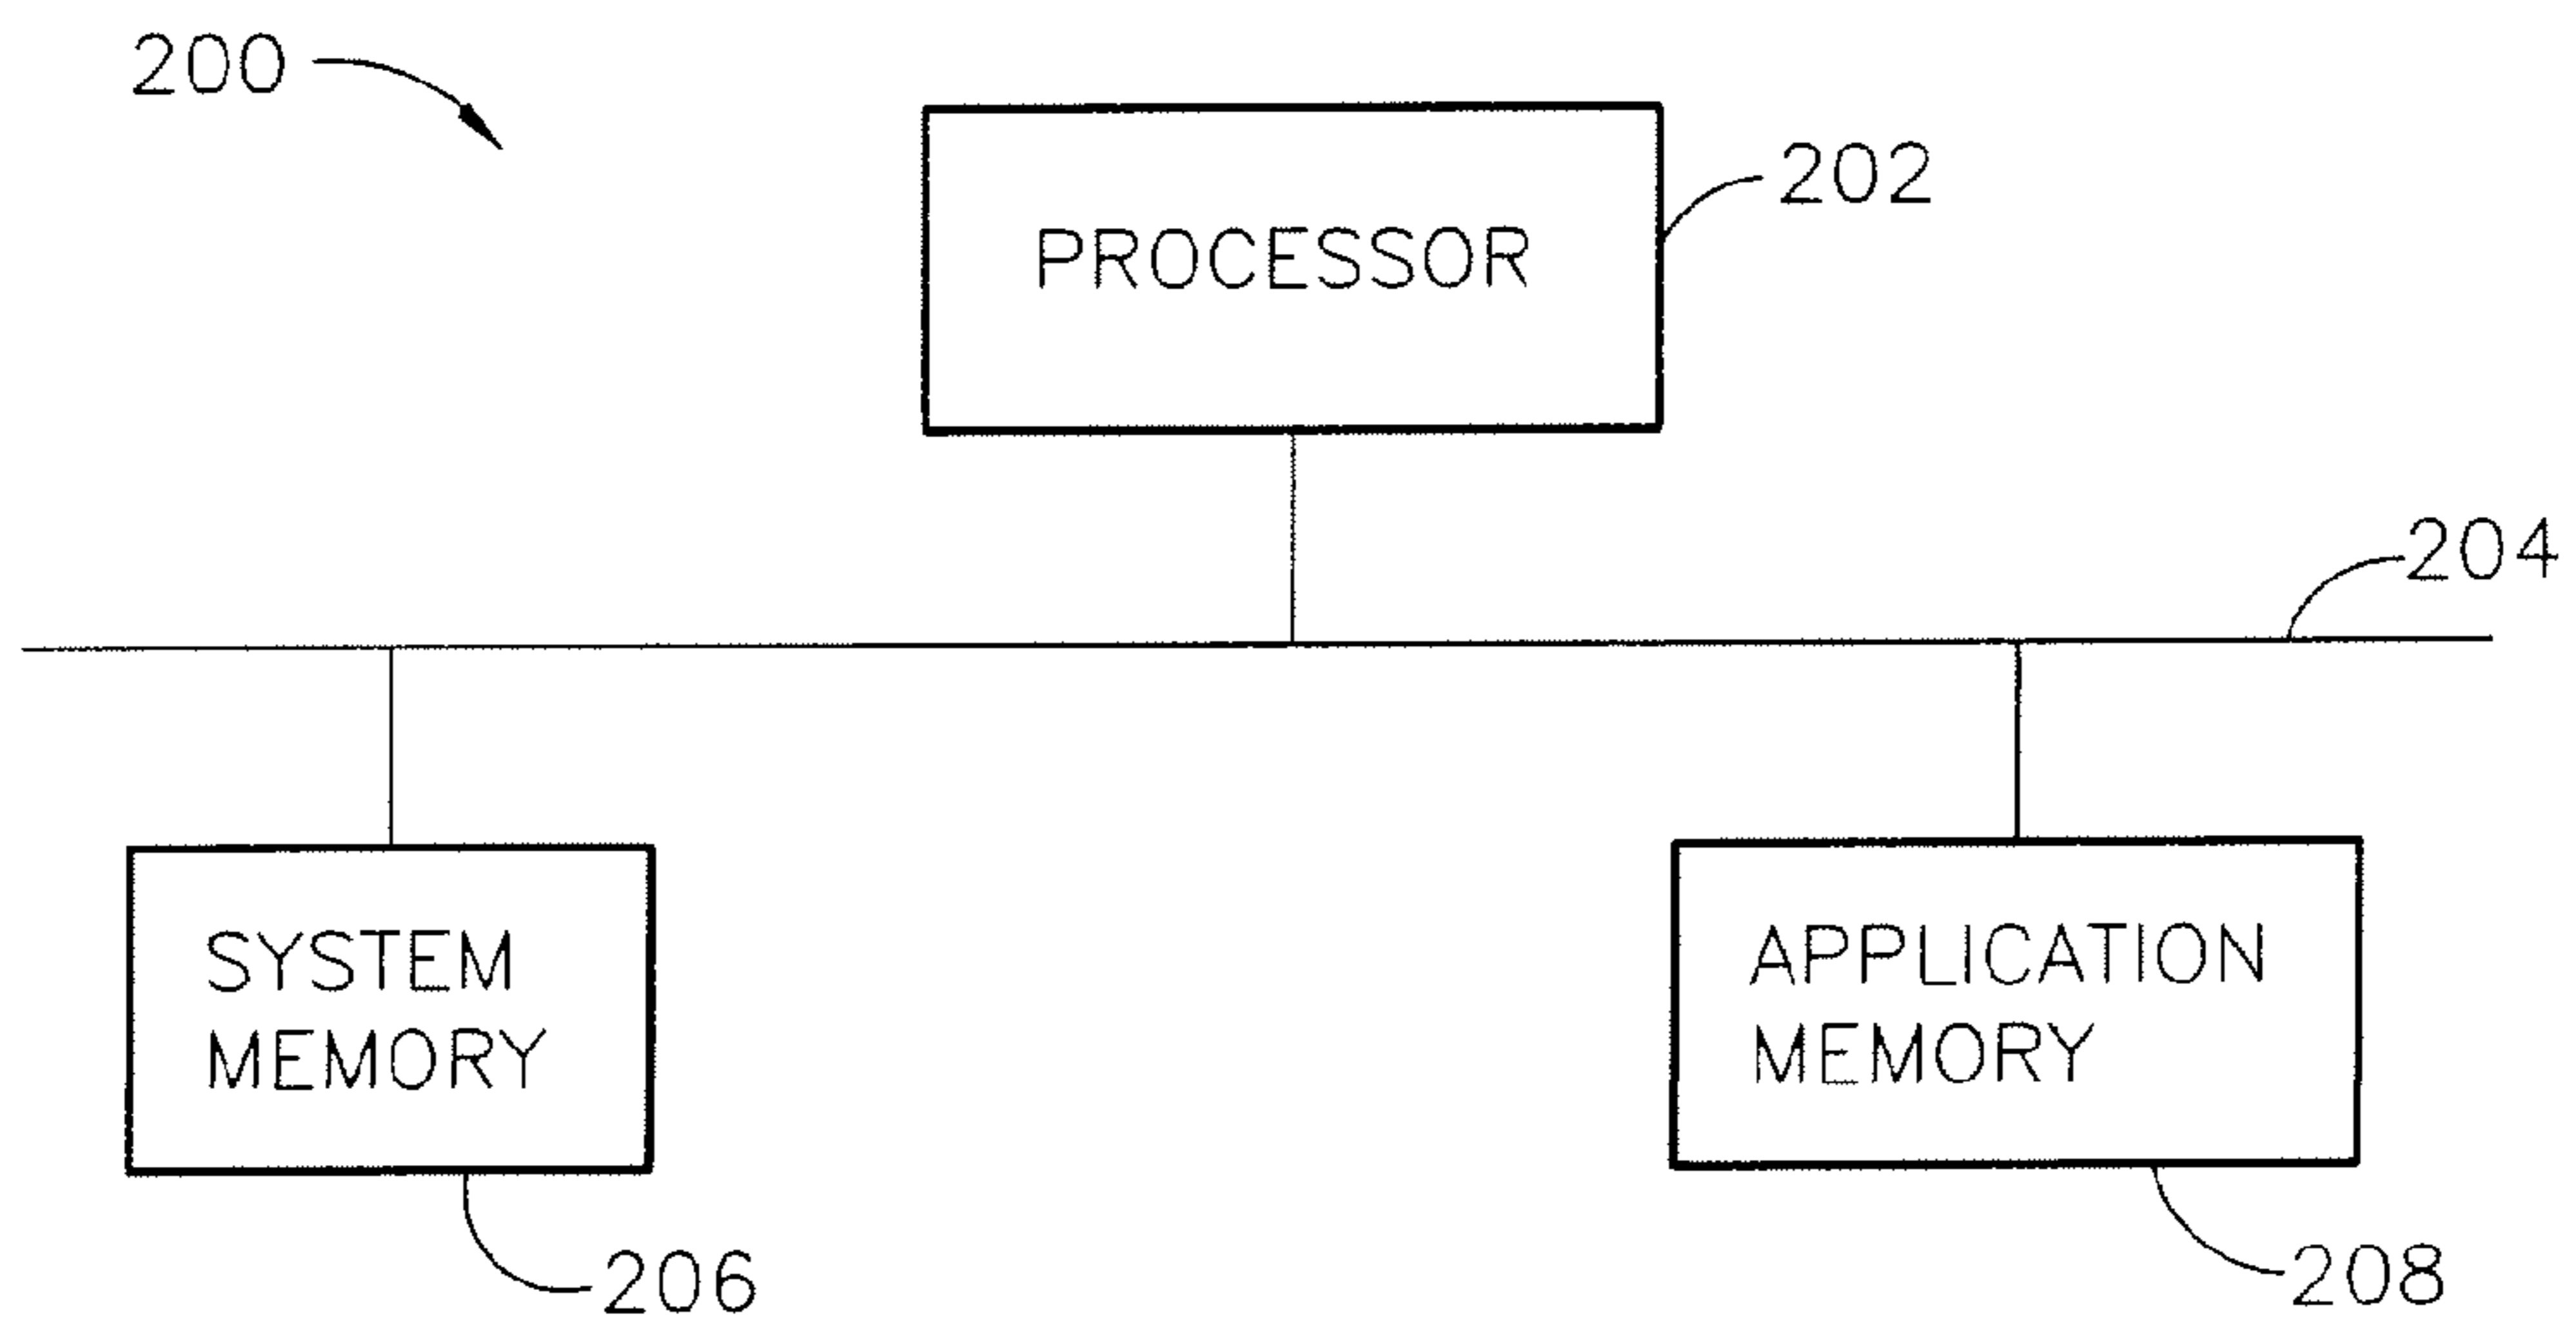 200
PROCESSOR
202
204
SYSTEM
MEMORY
APPLICATION
MEMORY
206
208